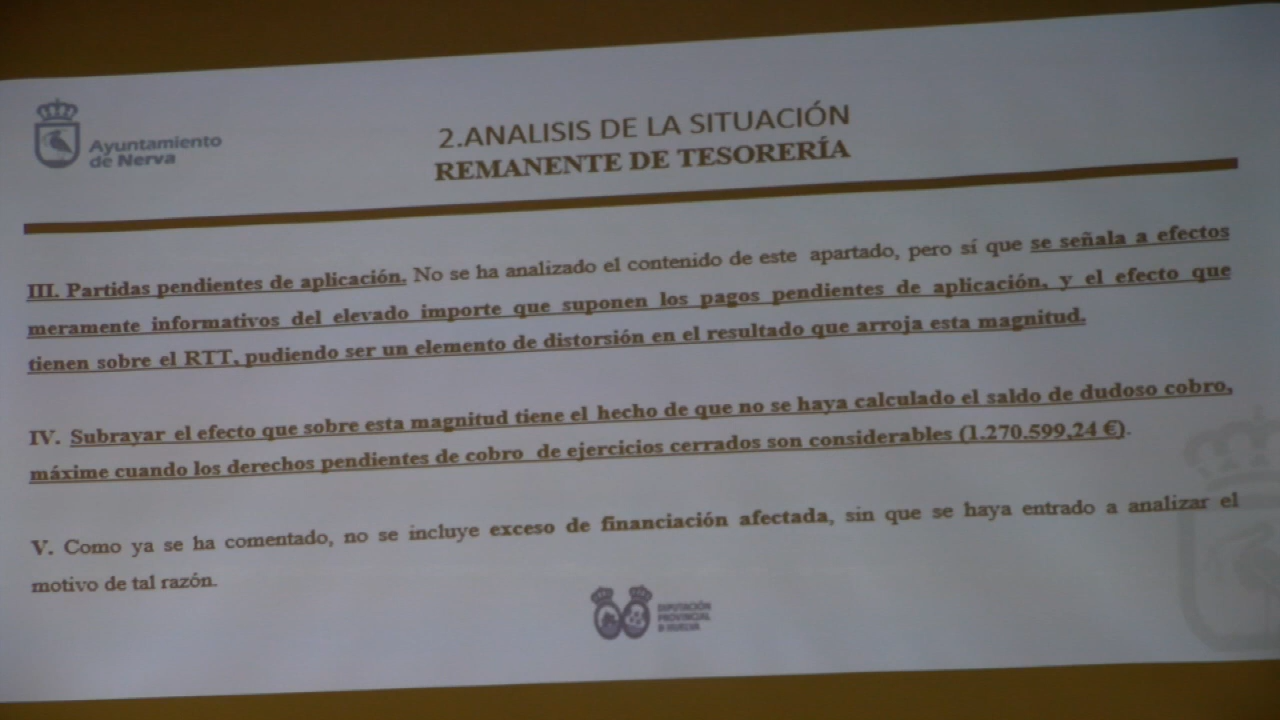 Ayuntamiento
de Nerva
2.ANALISIS DE LA SITUACIÓN
REMANENTE DE TESORERÍA
III. Partidas pendientes de aplicación. No se ha analizado el contenido de este apartado, pero sí que se señala a efectos
meramente informativos del elevado importe que suponen los pagos pendientes de aplicación, y el efecto que
tienen sobre el RTT, pudiendo ser un elemento de distorsión en el resultado que arroja esta magnitud.
IV. Subrayar el efecto que sobre esta magnitud tiene el hecho de que no se haya calculado el saldo de dudoso cobro,
máxime cuando los derechos pendientes de cobro de ejercicios cerrados son considerables (1.270.599,24 €).
V. Como ya se ha comentado, no se incluye exceso de financiación afectada, sin que se haya entrado a analizar el
motivo de tal razón.
DIPUTACIÓN
PROVINCIAL
D HUELVA